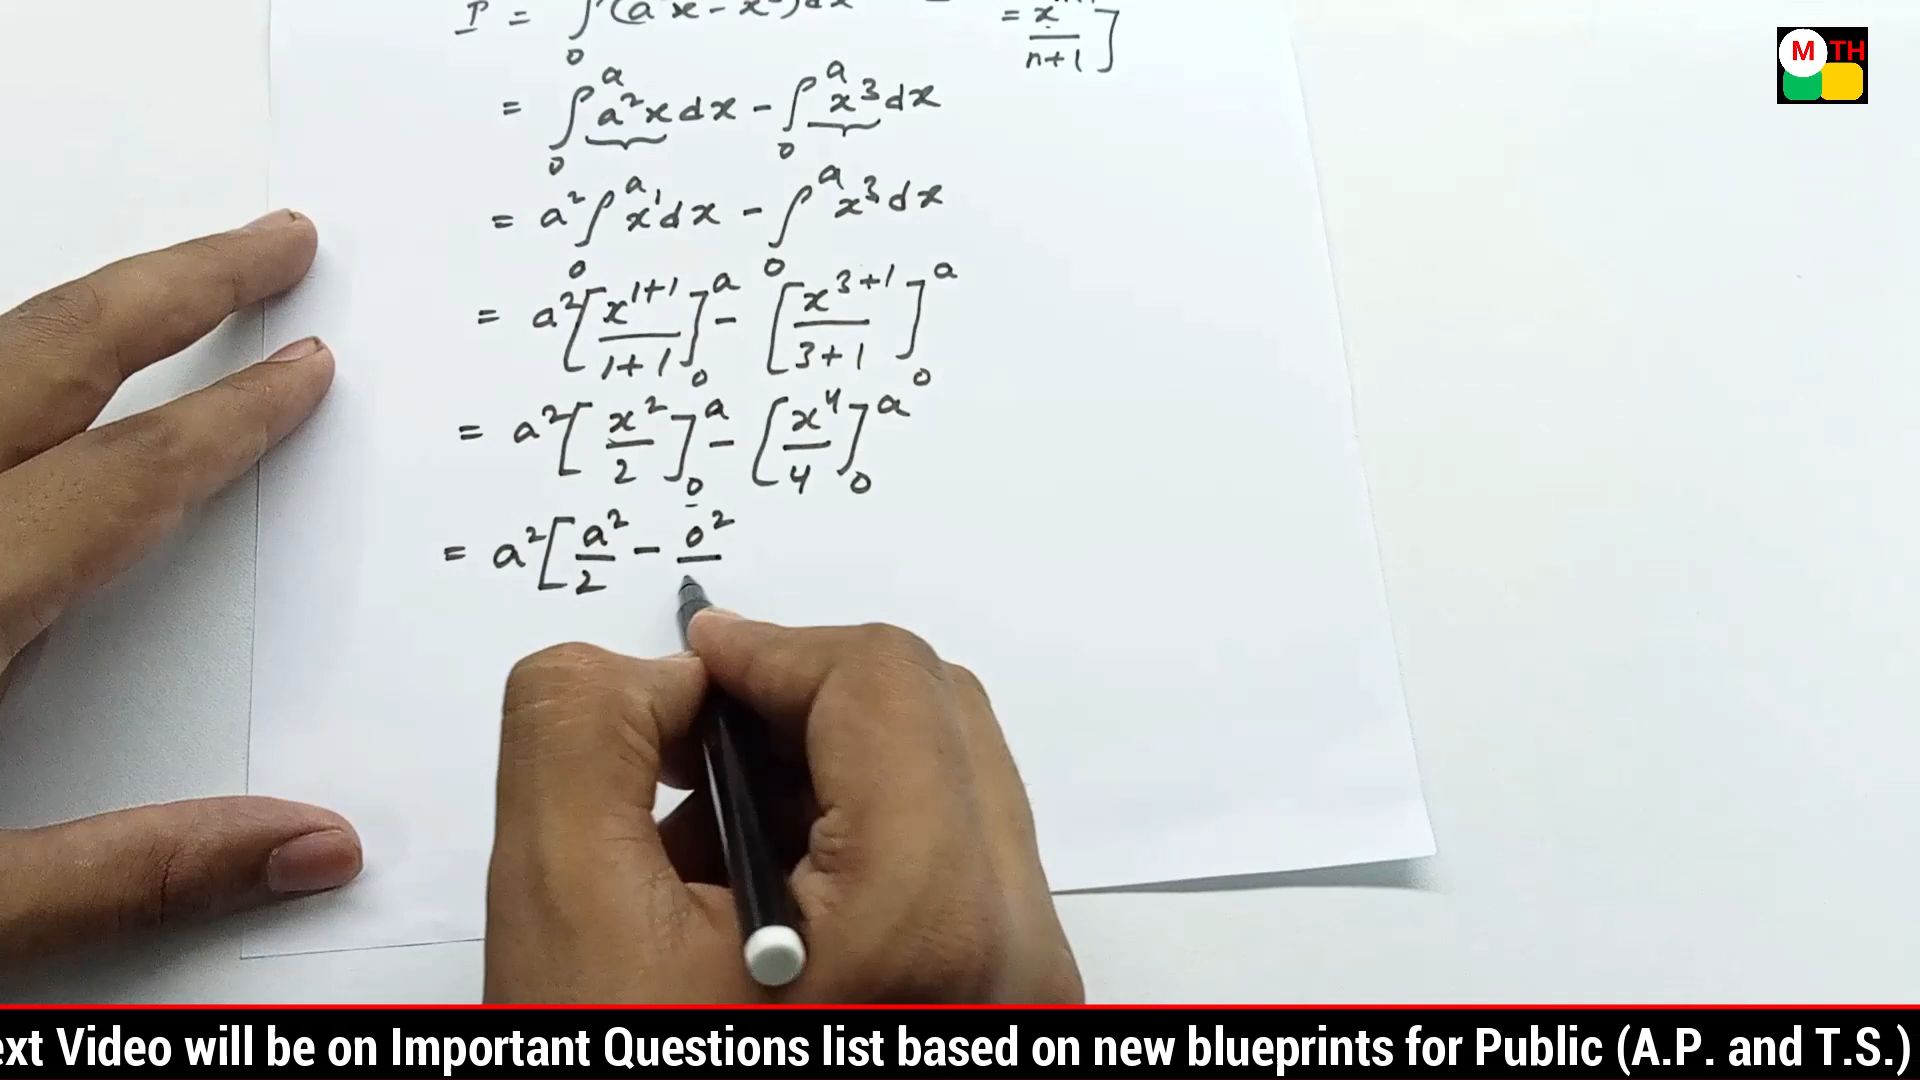 I = ∫₀ (a²x - x³)dx
= x / n+1 ]
= ∫₀ᵃ a²x dx - ∫₀ᵃ x³ dx
= a² ∫₀ᵃ x¹ dx - ∫₀ᵃ x³ dx
= a² [x¹⁺¹ / 1+1]₀ᵃ - [x³⁺¹ / 3+1]₀ᵃ
= a² [x² / 2]₀ᵃ - [x⁴ / 4]₀ᵃ
= a² [a² / 2 - 0² /
M TH
ext Video will be on Important Questions list based on new blueprints for Public (A.P. and T.S.)